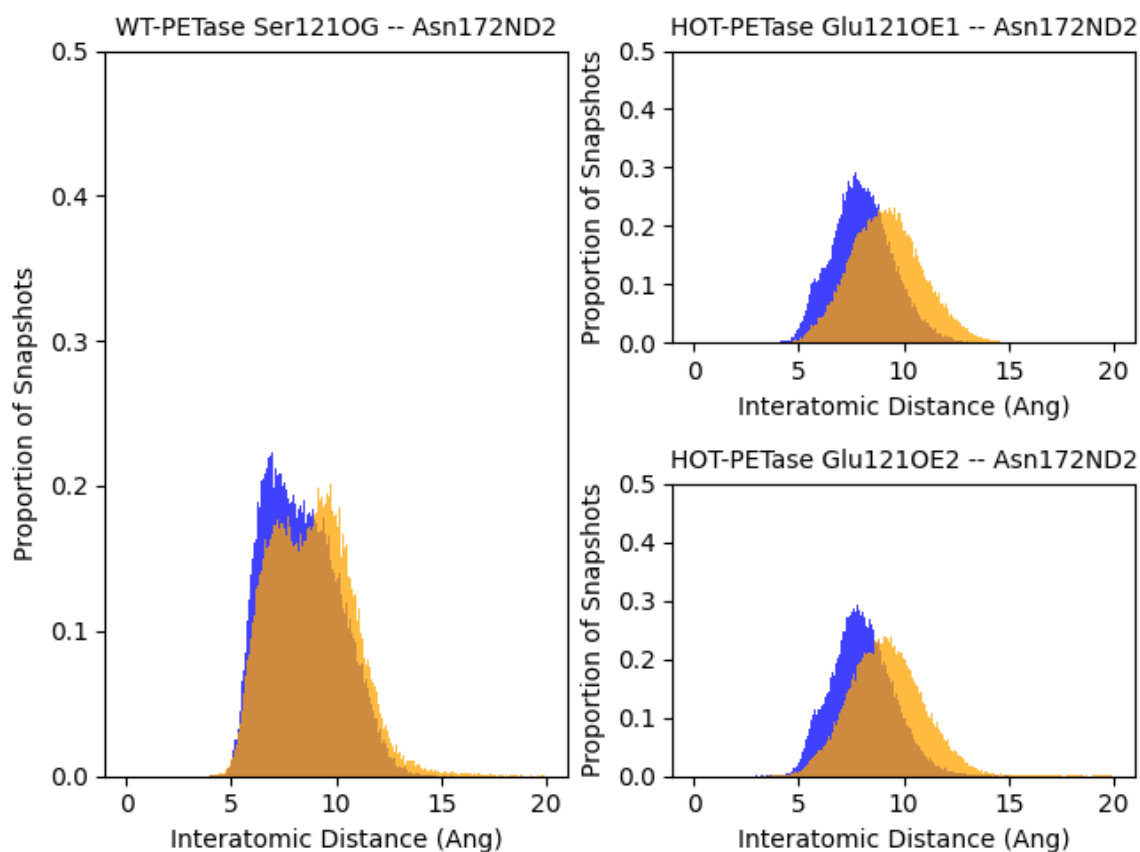 WT-PETase Ser121OG -- Asn172ND2
0.5
0.4
0.3
0.2
0.1
0.0
Proportion of Snapshots
0 5 10 15 20
Interatomic Distance (Ang)
HOT-PETase Glu121OE1 -- Asn172ND2
0.5
0.4
0.3
0.2
0.1
0.0
Proportion of Snapshots
0 5 10 15 20
Interatomic Distance (Ang)
HOT-PETase Glu121OE2 -- Asn172ND2
0.5
0.4
0.3
0.2
0.1
0.0
Proportion of Snapshots
0 5 10 15 20
Interatomic Distance (Ang)